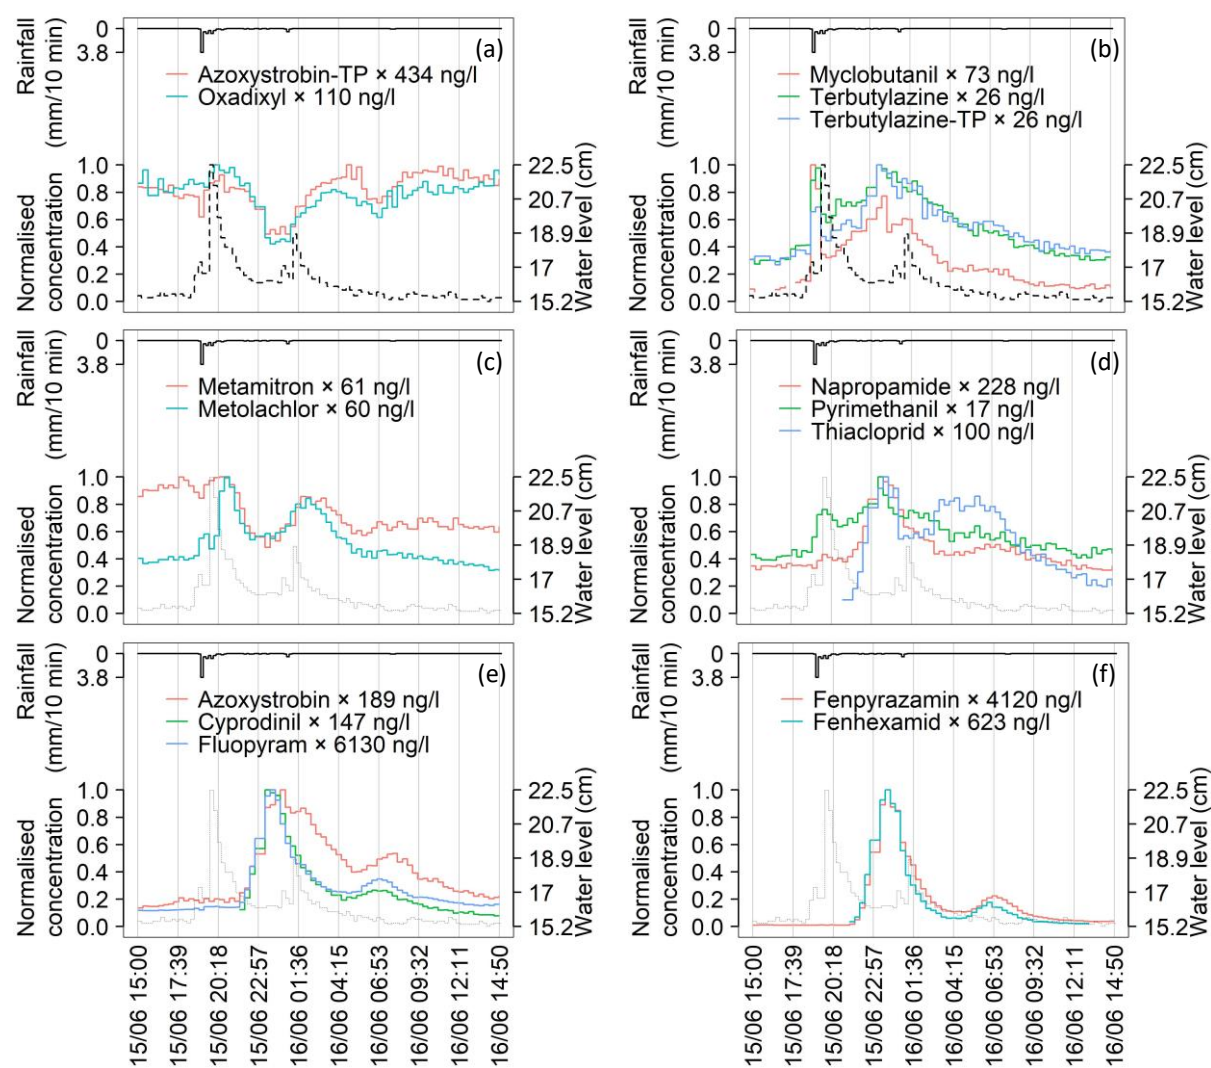 Rainfall
(mm/10 min)
0
3.8
(a)
Azoxystrobin-TP × 434 ng/l
Oxadixyl × 110 ng/l
Normalised
concentration
1.0
0.8
0.6
0.4
0.2
0.0
22.5
20.7
18.9
17
15.2
Water level (cm)
Rainfall
(mm/10 min)
0
3.8
(b)
Myclobutanil × 73 ng/l
Terbutylazine × 26 ng/l
Terbutylazine-TP × 26 ng/l
Normalised
concentration
1.0
0.8
0.6
0.4
0.2
0.0
22.5
20.7
18.9
17
15.2
Water level (cm)
Rainfall
(mm/10 min)
0
3.8
(c)
Metamitron × 61 ng/l
Metolachlor × 60 ng/l
Normalised
concentration
1.0
0.8
0.6
0.4
0.2
0.0
22.5
20.7
18.9
17
15.2
Water level (cm)
Rainfall
(mm/10 min)
0
3.8
(d)
Napropamide × 228 ng/l
Pyrimethanil × 17 ng/l
Thiacloprid × 100 ng/l
Normalised
concentration
1.0
0.8
0.6
0.4
0.2
0.0
22.5
20.7
18.9
17
15.2
Water level (cm)
Rainfall
(mm/10 min)
0
3.8
(e)
Azoxystrobin × 189 ng/l
Cyprodinil × 147 ng/l
Fluopyram × 6130 ng/l
Normalised
concentration
1.0
0.8
0.6
0.4
0.2
0.0
22.5
20.7
18.9
17
15.2
Water level (cm)
15/06 15:00
15/06 17:39
15/06 20:18
15/06 22:57
16/06 01:36
16/06 04:15
16/06 06:53
16/06 09:32
16/06 12:11
16/06 14:50
Rainfall
(mm/10 min)
0
3.8
(f)
Fenpyrazamin × 4120 ng/l
Fenhexamid × 623 ng/l
Normalised
concentration
1.0
0.8
0.6
0.4
0.2
0.0
22.5
20.7
18.9
17
15.2
Water level (cm)
15/06 15:00
15/06 17:39
15/06 20:18
15/06 22:57
16/06 01:36
16/06 04:15
16/06 06:53
16/06 09:32
16/06 12:11
16/06 14:50